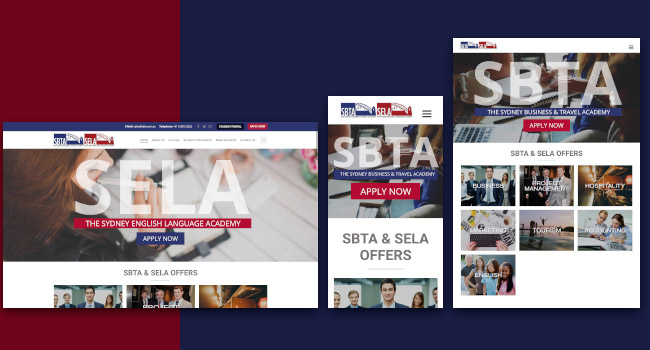 STUDENT PORTAL
APPLY NOW
SBTA SELA
SELA
THE SYDNEY ENGLISH LANGUAGE ACADEMY
APPLY NOW
SBTA & SELA OFFERS
PROJECT
SBTA SELA
SBTA
THE SYDNEY BUSINESS & TRAVEL ACADEMY
APPLY NOW
SBTA & SELA
OFFERS
SBTA
THE SYDNEY BUSINESS & TRAVEL ACADEMY
APPLY NOW
SBTA & SELA OFFERS
BUSINESS
PROJECT
MANAGEMENT
HOSPITALITY
MARKETING
TOURISM
ACCOUNTING
ENGLISH